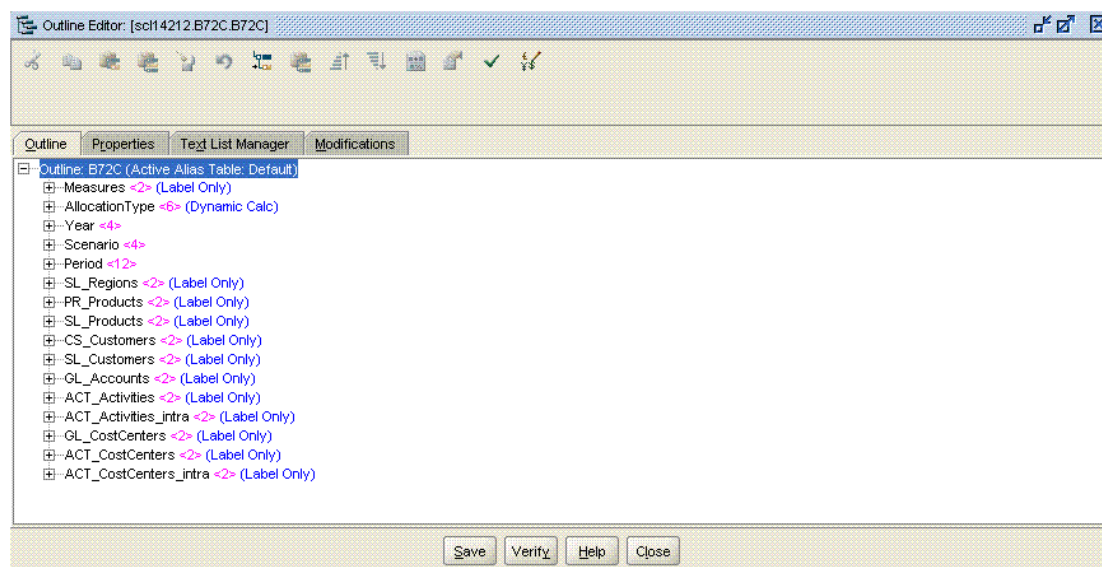 Outline Editor: [scl14212.B72C.B72C]
Outline Properties Text List Manager Modifications
Outline: B72C (Active Alias Table: Default)
Measures <2> (Label Only)
AllocationType <6> (Dynamic Calc)
Year <4>
Scenario <4>
Period <12>
SL_Regions <2> (Label Only)
PR_Products <2> (Label Only)
SL_Products <2> (Label Only)
CS_Customers <2> (Label Only)
SL_Customers <2> (Label Only)
GL_Accounts <2> (Label Only)
ACT_Activities <2> (Label Only)
ACT_Activities_intra <2> (Label Only)
GL_CostCenters <2> (Label Only)
ACT_CostCenters <2> (Label Only)
ACT_CostCenters_intra <2> (Label Only)
Save Verify Help Close